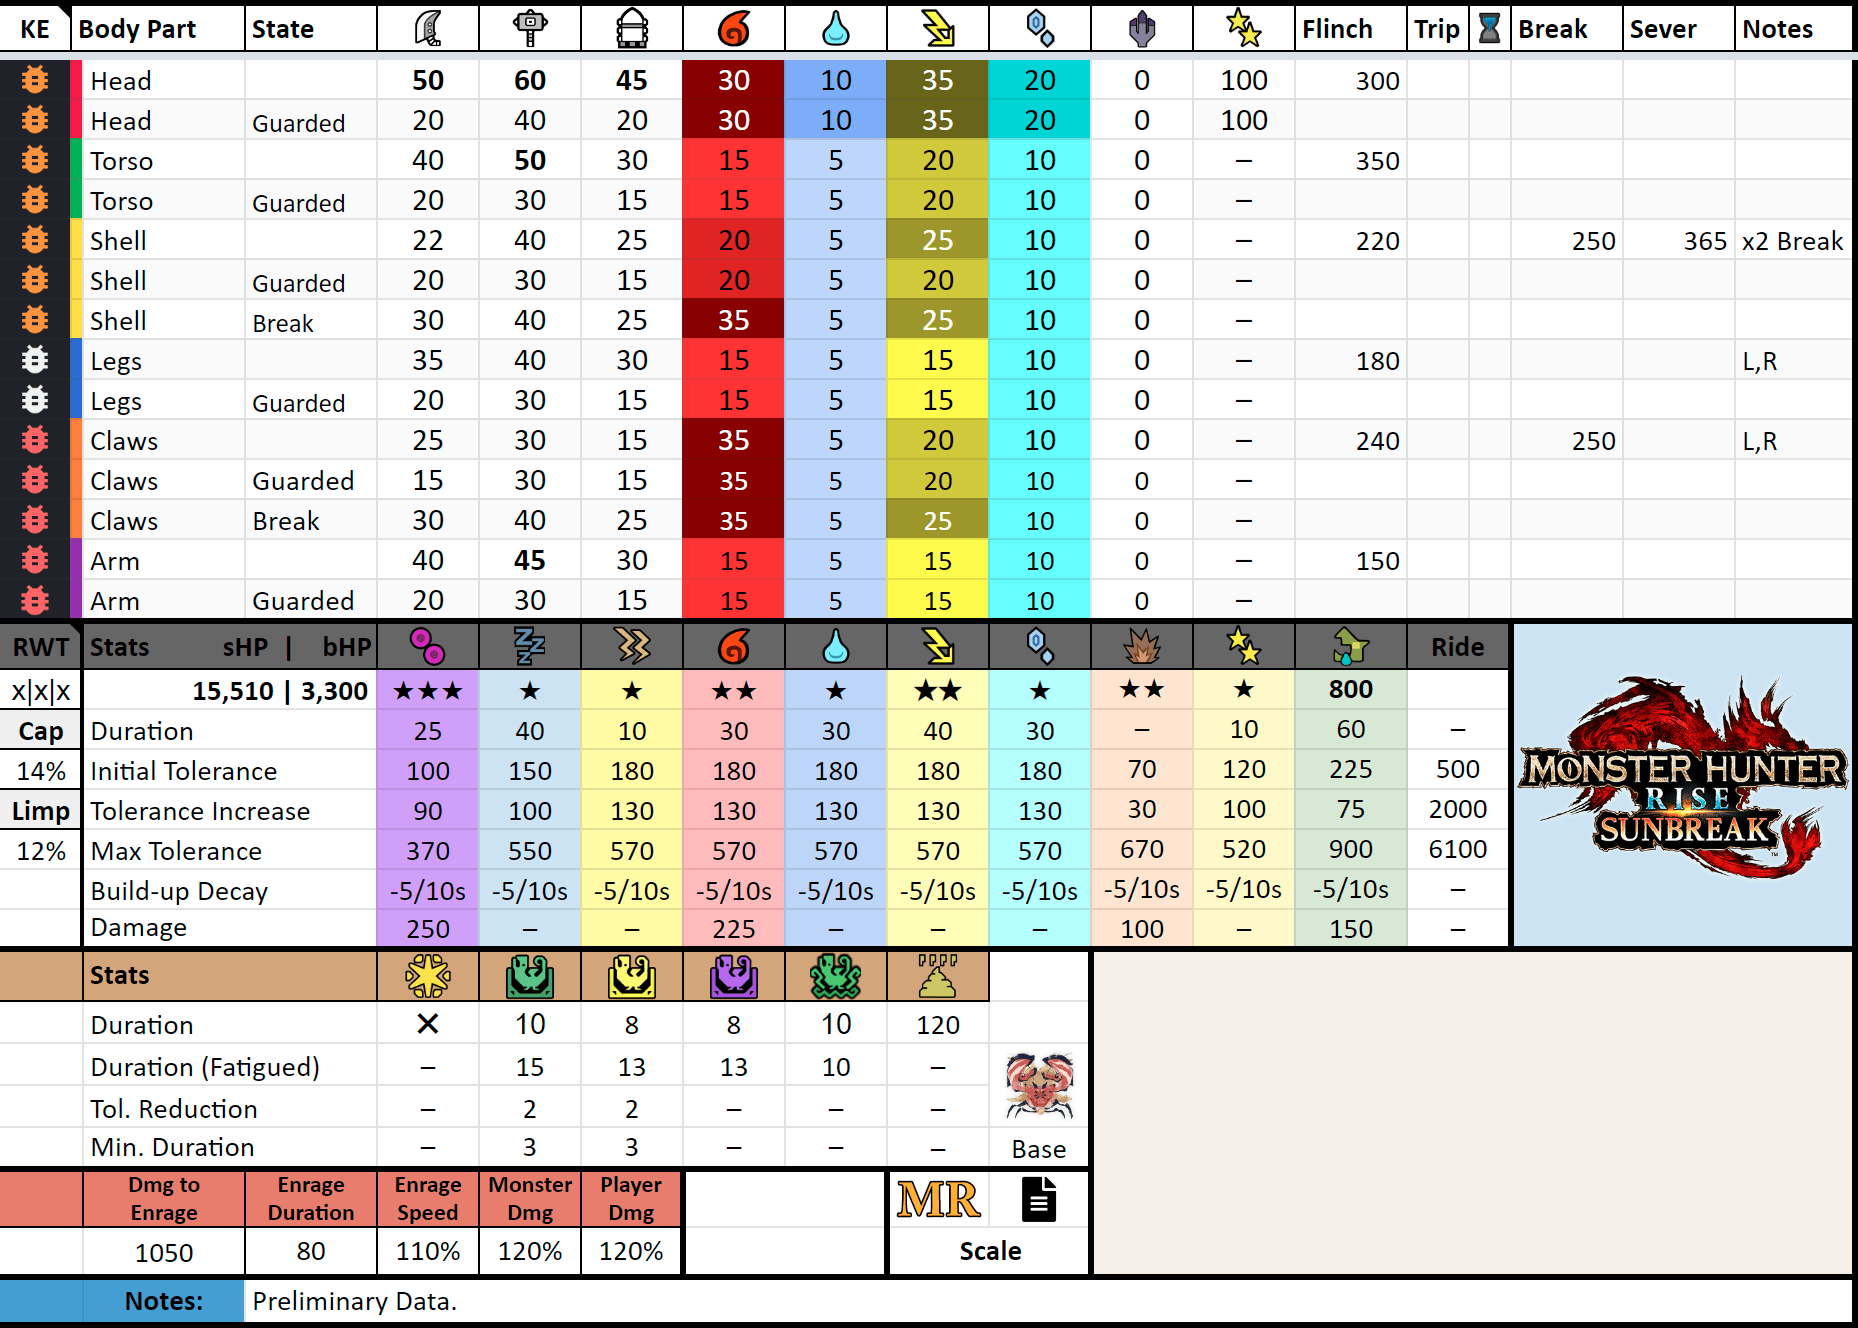 KE Body Part State Flinch Trip Break Sever Notes
Head 50 60 45 30 10 35 20 0 100 300
Head Guarded 20 40 20 30 10 35 20 0 100
Torso 40 50 30 15 5 20 10 0 – 350
Torso Guarded 20 30 15 15 5 20 10 0 –
Shell 22 40 25 20 5 25 10 0 – 220 250 365 x2 Break
Shell Guarded 20 30 15 20 5 20 10 0 –
Shell Break 30 40 25 35 5 25 10 0 –
Legs 35 40 30 15 5 15 10 0 – 180 L,R
Legs Guarded 20 30 15 15 5 15 10 0 –
Claws 25 30 15 35 5 20 10 0 – 240 250 L,R
Claws Guarded 15 30 15 35 5 20 10 0 –
Claws Break 30 40 25 35 5 25 10 0 –
Arm 40 45 30 15 5 15 10 0 – 150
Arm Guarded 20 30 15 15 5 15 10 0 –
RWT Stats sHP | bHP Ride
x|x|x 15,510 | 3,300 ★★★ ★ ★ ★★ ★ ★★ ★ ★★ ★ 800
Cap Duration 25 40 10 30 30 40 30 – 10 60 –
14% Initial Tolerance 100 150 180 180 180 180 180 70 120 225 500
Limp Tolerance Increase 90 100 130 130 130 130 130 30 100 75 2000
12% Max Tolerance 370 550 570 570 570 570 570 670 520 900 6100
Build-up Decay -5/10s -5/10s -5/10s -5/10s -5/10s -5/10s -5/10s -5/10s -5/10s -5/10s –
Damage 250 – – 225 – – – 100 – 150 –
MONSTER HUNTER
RISE
SUNBREAK™
Stats
Duration ✕ 10 8 8 10 120
Duration (Fatigued) – 15 13 13 10 –
Tol. Reduction – 2 2 – – –
Min. Duration – 3 3 – – – Base
Dmg to Enrage Enrage Duration Enrage Speed Monster Dmg Player Dmg MR
1050 80 110% 120% 120% Scale
Notes: Preliminary Data.